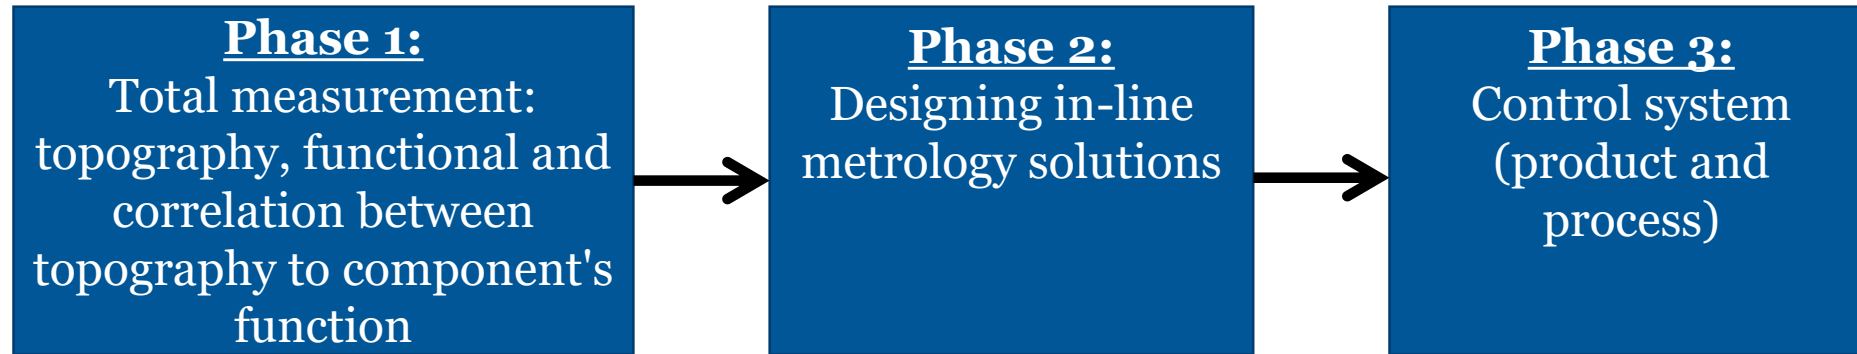 Phase 1:
Total measurement:
topography, functional and
correlation between
topography to component's
function
Phase 2:
Designing in-line
metrology solutions
Phase 3:
Control system
(product and
process)